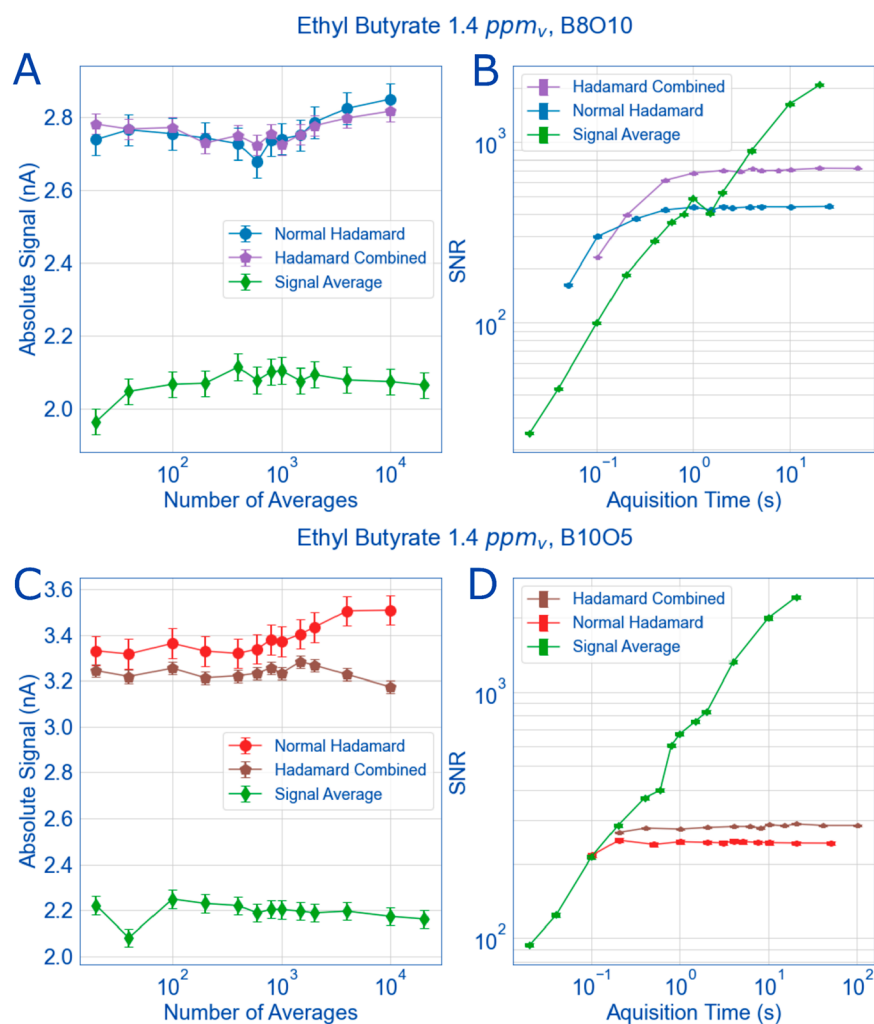 Ethyl Butyrate 1.4 ppmᵥ, B8O10
A
B
2.8
2.6
2.4
2.2
2.0
Absolute Signal (nA)
Normal Hadamard
Hadamard Combined
Signal Average
10² 10³ 10⁴
Number of Averages
Hadamard Combined
Normal Hadamard
Signal Average
10³
10²
SNR
10⁻¹ 10⁰ 10¹
Aquisition Time (s)
Ethyl Butyrate 1.4 ppmᵥ, B10O5
C
D
3.6
3.4
3.2
3.0
2.8
2.6
2.4
2.2
2.0
Absolute Signal (nA)
Normal Hadamard
Hadamard Combined
Signal Average
10² 10³ 10⁴
Number of Averages
Hadamard Combined
Normal Hadamard
Signal Average
10³
10²
SNR
10⁻¹ 10⁰ 10¹ 10²
Aquisition Time (s)